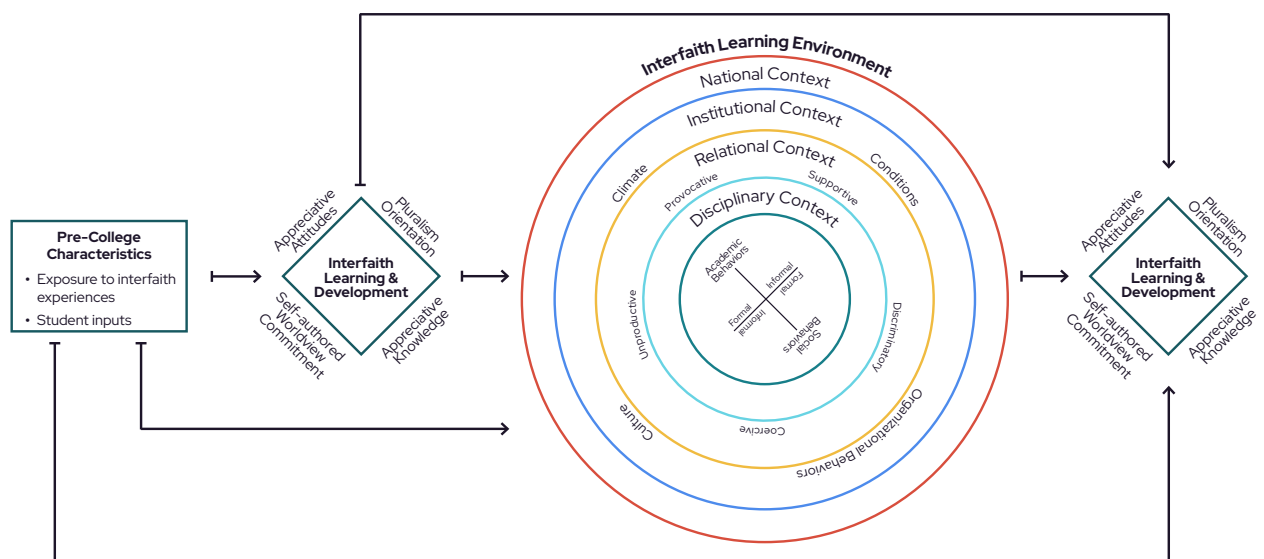 Interfaith Learning Environment
National Context
Institutional Context
Relational Context
Climate
Conditions
Provocative
Supportive
Disciplinary Context
Unproductive
Discriminatory
Coercive
Culture
Organizational Behaviors
Academic
Behaviors
Informal
Formal
Formal
Informal
Social
Behaviors
Pre-College
Characteristics
• Exposure to interfaith
experiences
• Student inputs
Appreciative
Attitudes
Pluralism
Orientation
Interfaith
Learning &
Development
Self-authored
Worldview
Commitment
Appreciative
Knowledge
Appreciative
Attitudes
Pluralism
Orientation
Interfaith
Learning &
Development
Self-authored
Worldview
Commitment
Appreciative
Knowledge